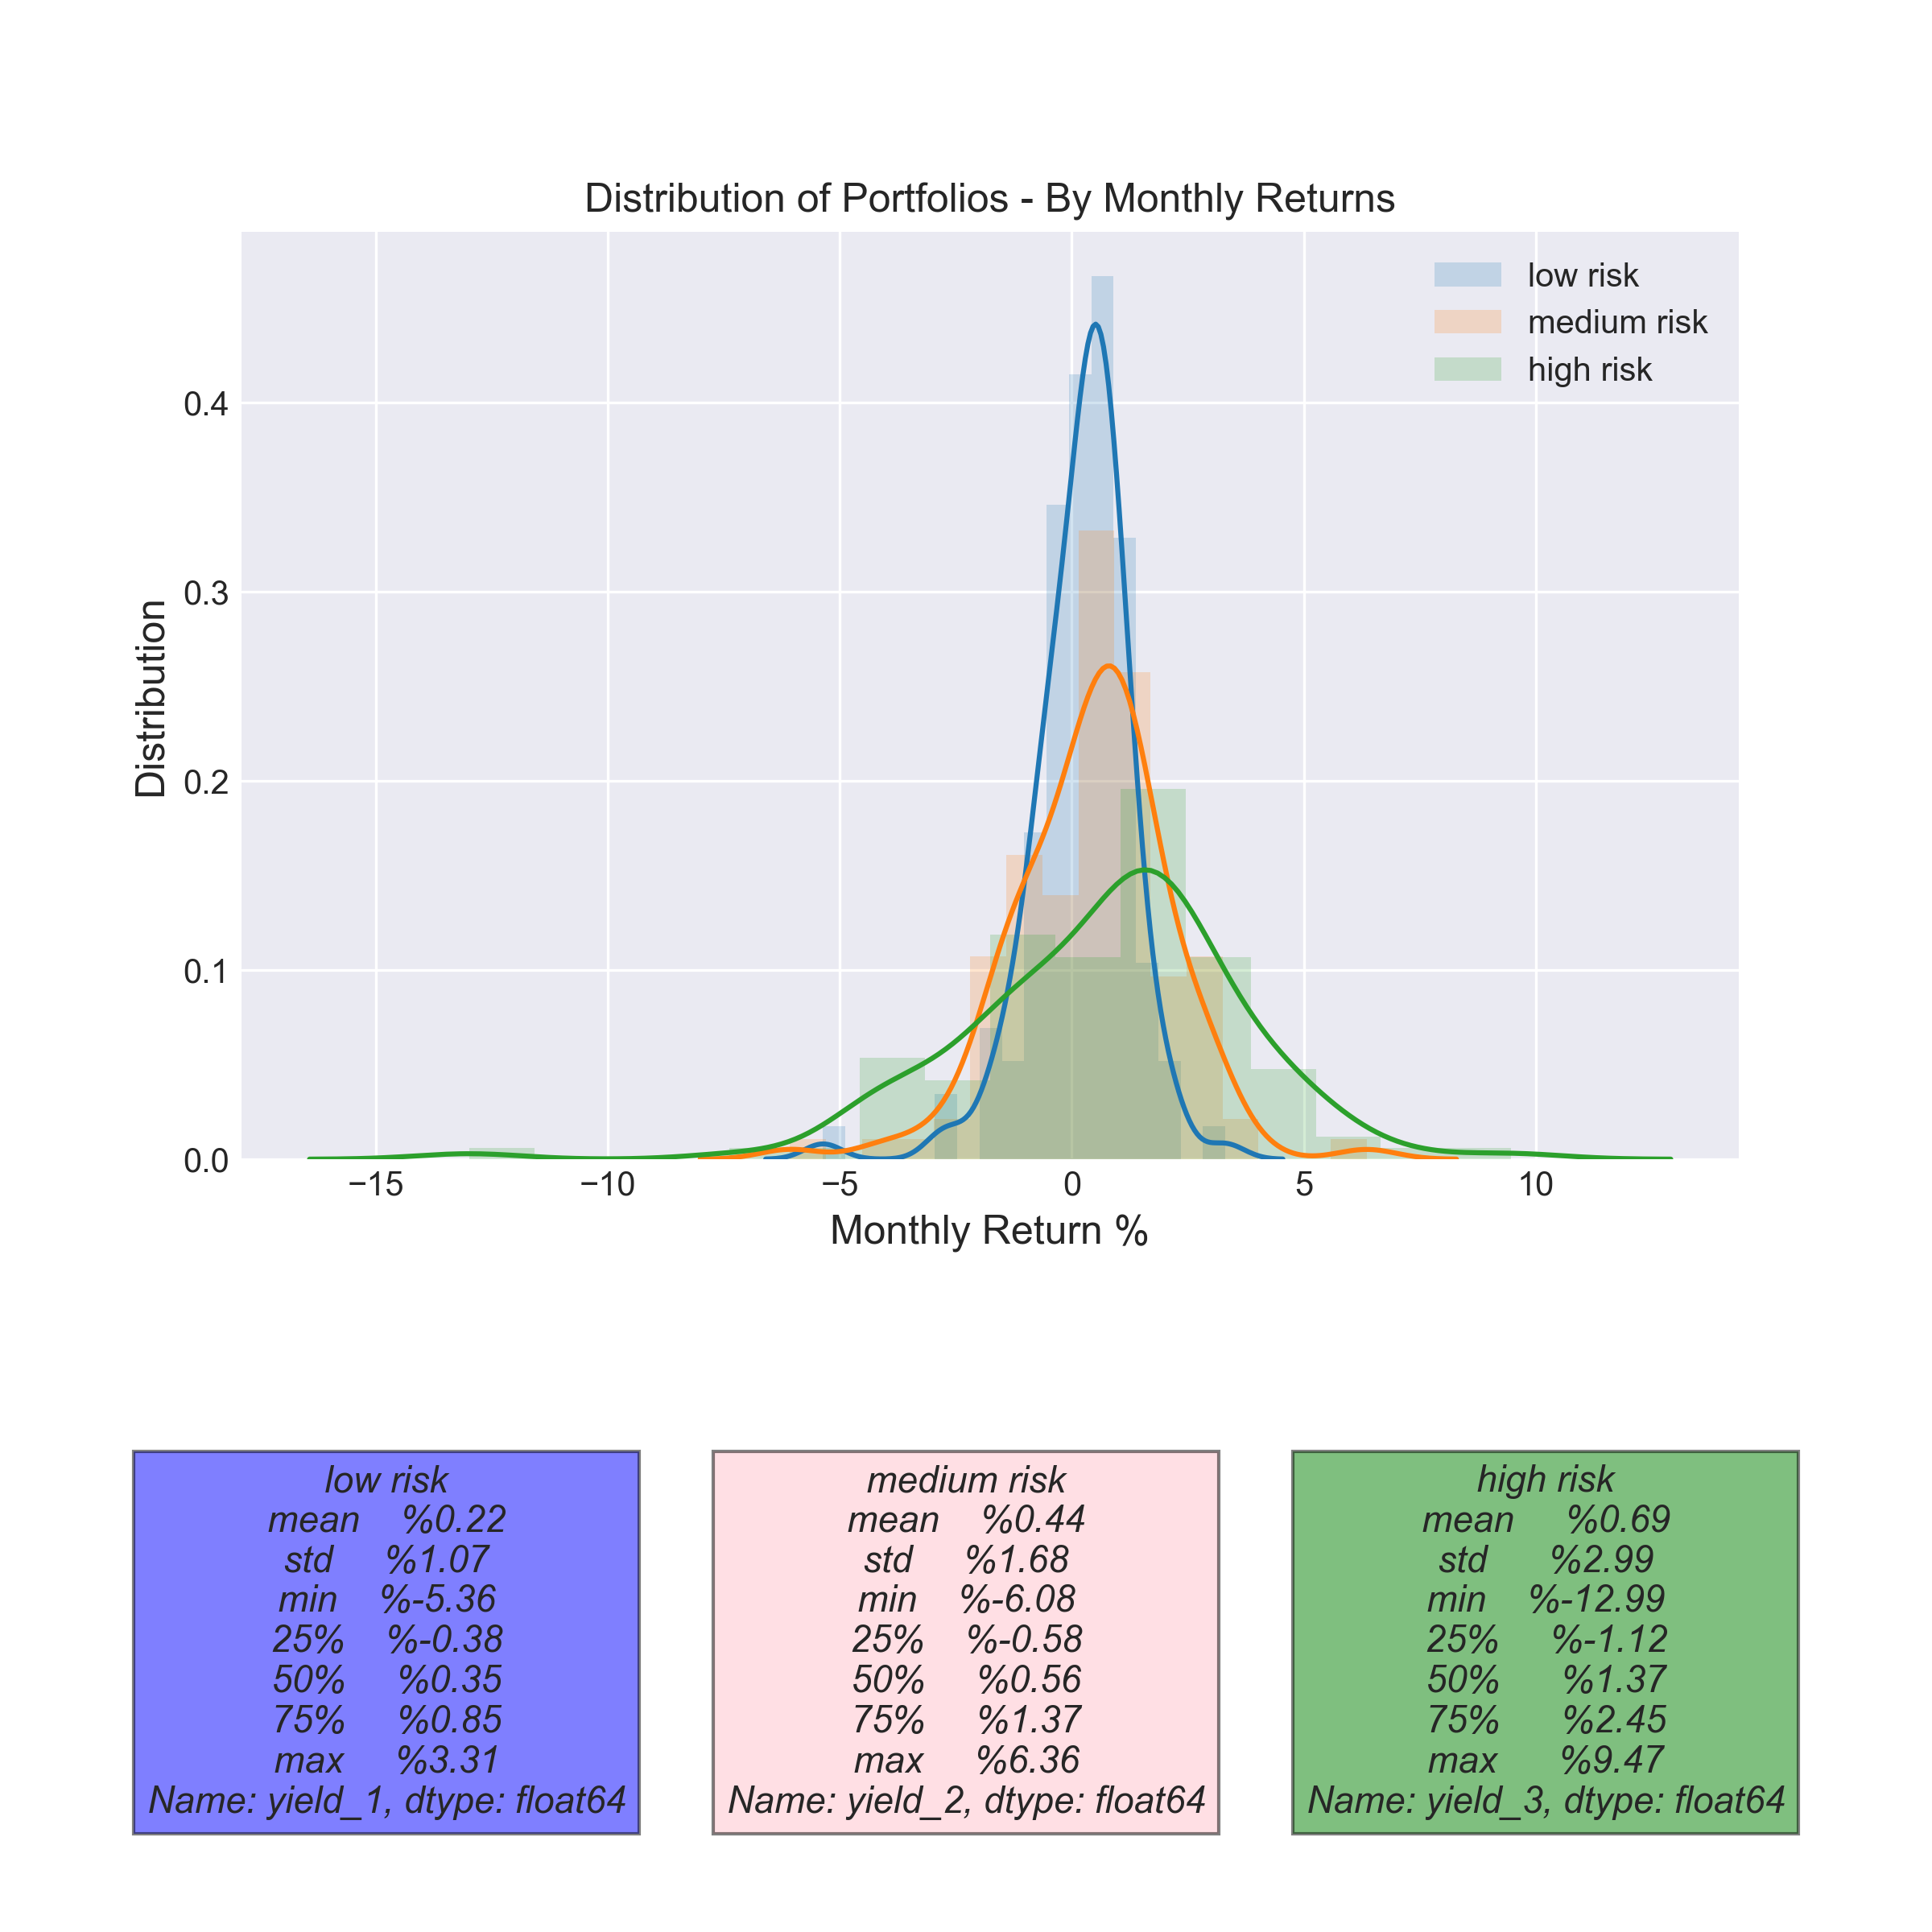 Distribution of Portfolios - By Monthly Returns
low risk
medium risk
high risk
0.4
0.3
0.2
0.1
0.0
Distribution
−15 −10 −5 0 5 10
Monthly Return %
low risk
mean %0.22
std %1.07
min %-5.36
25% %-0.38
50% %0.35
75% %0.85
max %3.31
Name: yield_1, dtype: float64
medium risk
mean %0.44
std %1.68
min %-6.08
25% %-0.58
50% %0.56
75% %1.37
max %6.36
Name: yield_2, dtype: float64
high risk
mean %0.69
std %2.99
min %-12.99
25% %-1.12
50% %1.37
75% %2.45
max %9.47
Name: yield_3, dtype: float64